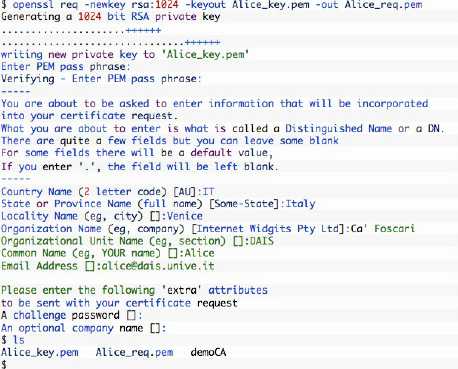 $ openssl req -newkey rsa:1024 -keyout Alice_key.pem -out Alice_req.pem
Generating a 1024 bit RSA private key
.....................++++++
...............................++++++
writing new private key to 'Alice_key.pem'
Enter PEM pass phrase:
Verifying - Enter PEM pass phrase:
-----
You are about to be asked to enter information that will be incorporated
into your certificate request.
What you are about to enter is what is called a Distinguished Name or a DN.
There are quite a few fields but you can leave some blank
For some fields there will be a default value,
If you enter '.', the field will be left blank.
-----
Country Name (2 letter code) [AU]:IT
State or Province Name (full name) [Some-State]:Italy
Locality Name (eg, city) []:Venice
Organization Name (eg, company) [Internet Widgits Pty Ltd]:Ca' Foscari
Organizational Unit Name (eg, section) []:DAIS
Common Name (eg, YOUR name) []:Alice
Email Address []:alice@dais.unive.it
Please enter the following 'extra' attributes
to be sent with your certificate request
A challenge password []:
An optional company name []:
$ ls
Alice_key.pem Alice_req.pem demoCA
$